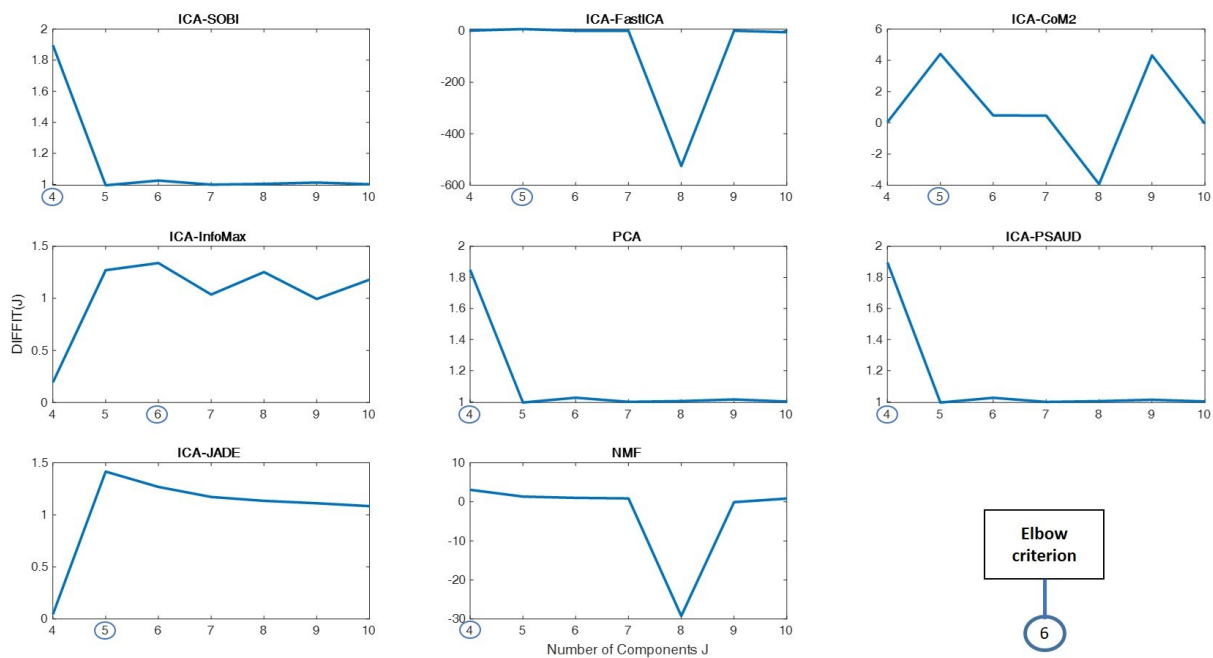 ICA-SOBI
2
1.8
1.6
1.4
1.2
1
4 5 6 7 8 9 10
ICA-FastICA
0
-200
-400
-600
4 5 6 7 8 9 10
ICA-CoM2
6
4
2
0
-2
-4
4 5 6 7 8 9 10
ICA-InfoMax
1.5
1
0.5
0
4 5 6 7 8 9 10
DIFFIT(J)
PCA
2
1.8
1.6
1.4
1.2
1
4 5 6 7 8 9 10
ICA-PSAUD
2
1.8
1.6
1.4
1.2
1
4 5 6 7 8 9 10
ICA-JADE
1.5
1
0.5
0
4 5 6 7 8 9 10
NMF
10
0
-10
-20
-30
4 5 6 7 8 9 10
Number of Components J
Elbow
criterion
6